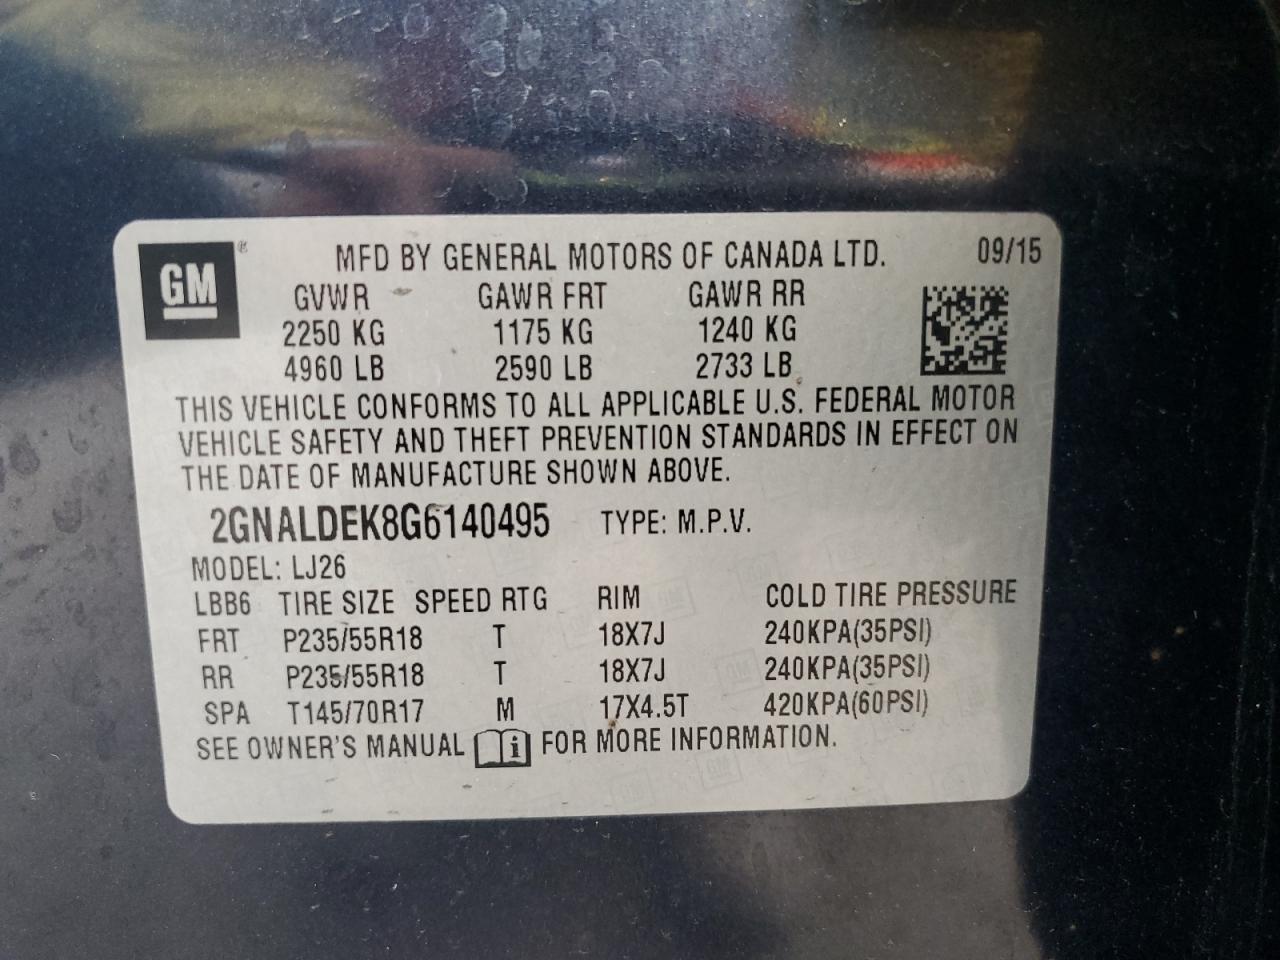 GM ® MFD BY GENERAL MOTORS OF CANADA LTD. 09/15
GVWR GAWR FRT GAWR RR
2250 KG 1175 KG 1240 KG
4960 LB 2590 LB 2733 LB
THIS VEHICLE CONFORMS TO ALL APPLICABLE U.S. FEDERAL MOTOR
VEHICLE SAFETY AND THEFT PREVENTION STANDARDS IN EFFECT ON
THE DATE OF MANUFACTURE SHOWN ABOVE.
2GNALDEK8G6140495 TYPE: M.P.V.
MODEL: LJ26
LBB6 TIRE SIZE SPEED RTG RIM COLD TIRE PRESSURE
FRT P235/55R18 T 18X7J 240KPA(35PSI)
RR P235/55R18 T 18X7J 240KPA(35PSI)
SPA T145/70R17 M 17X4.5T 420KPA(60PSI)
SEE OWNER'S MANUAL i FOR MORE INFORMATION.